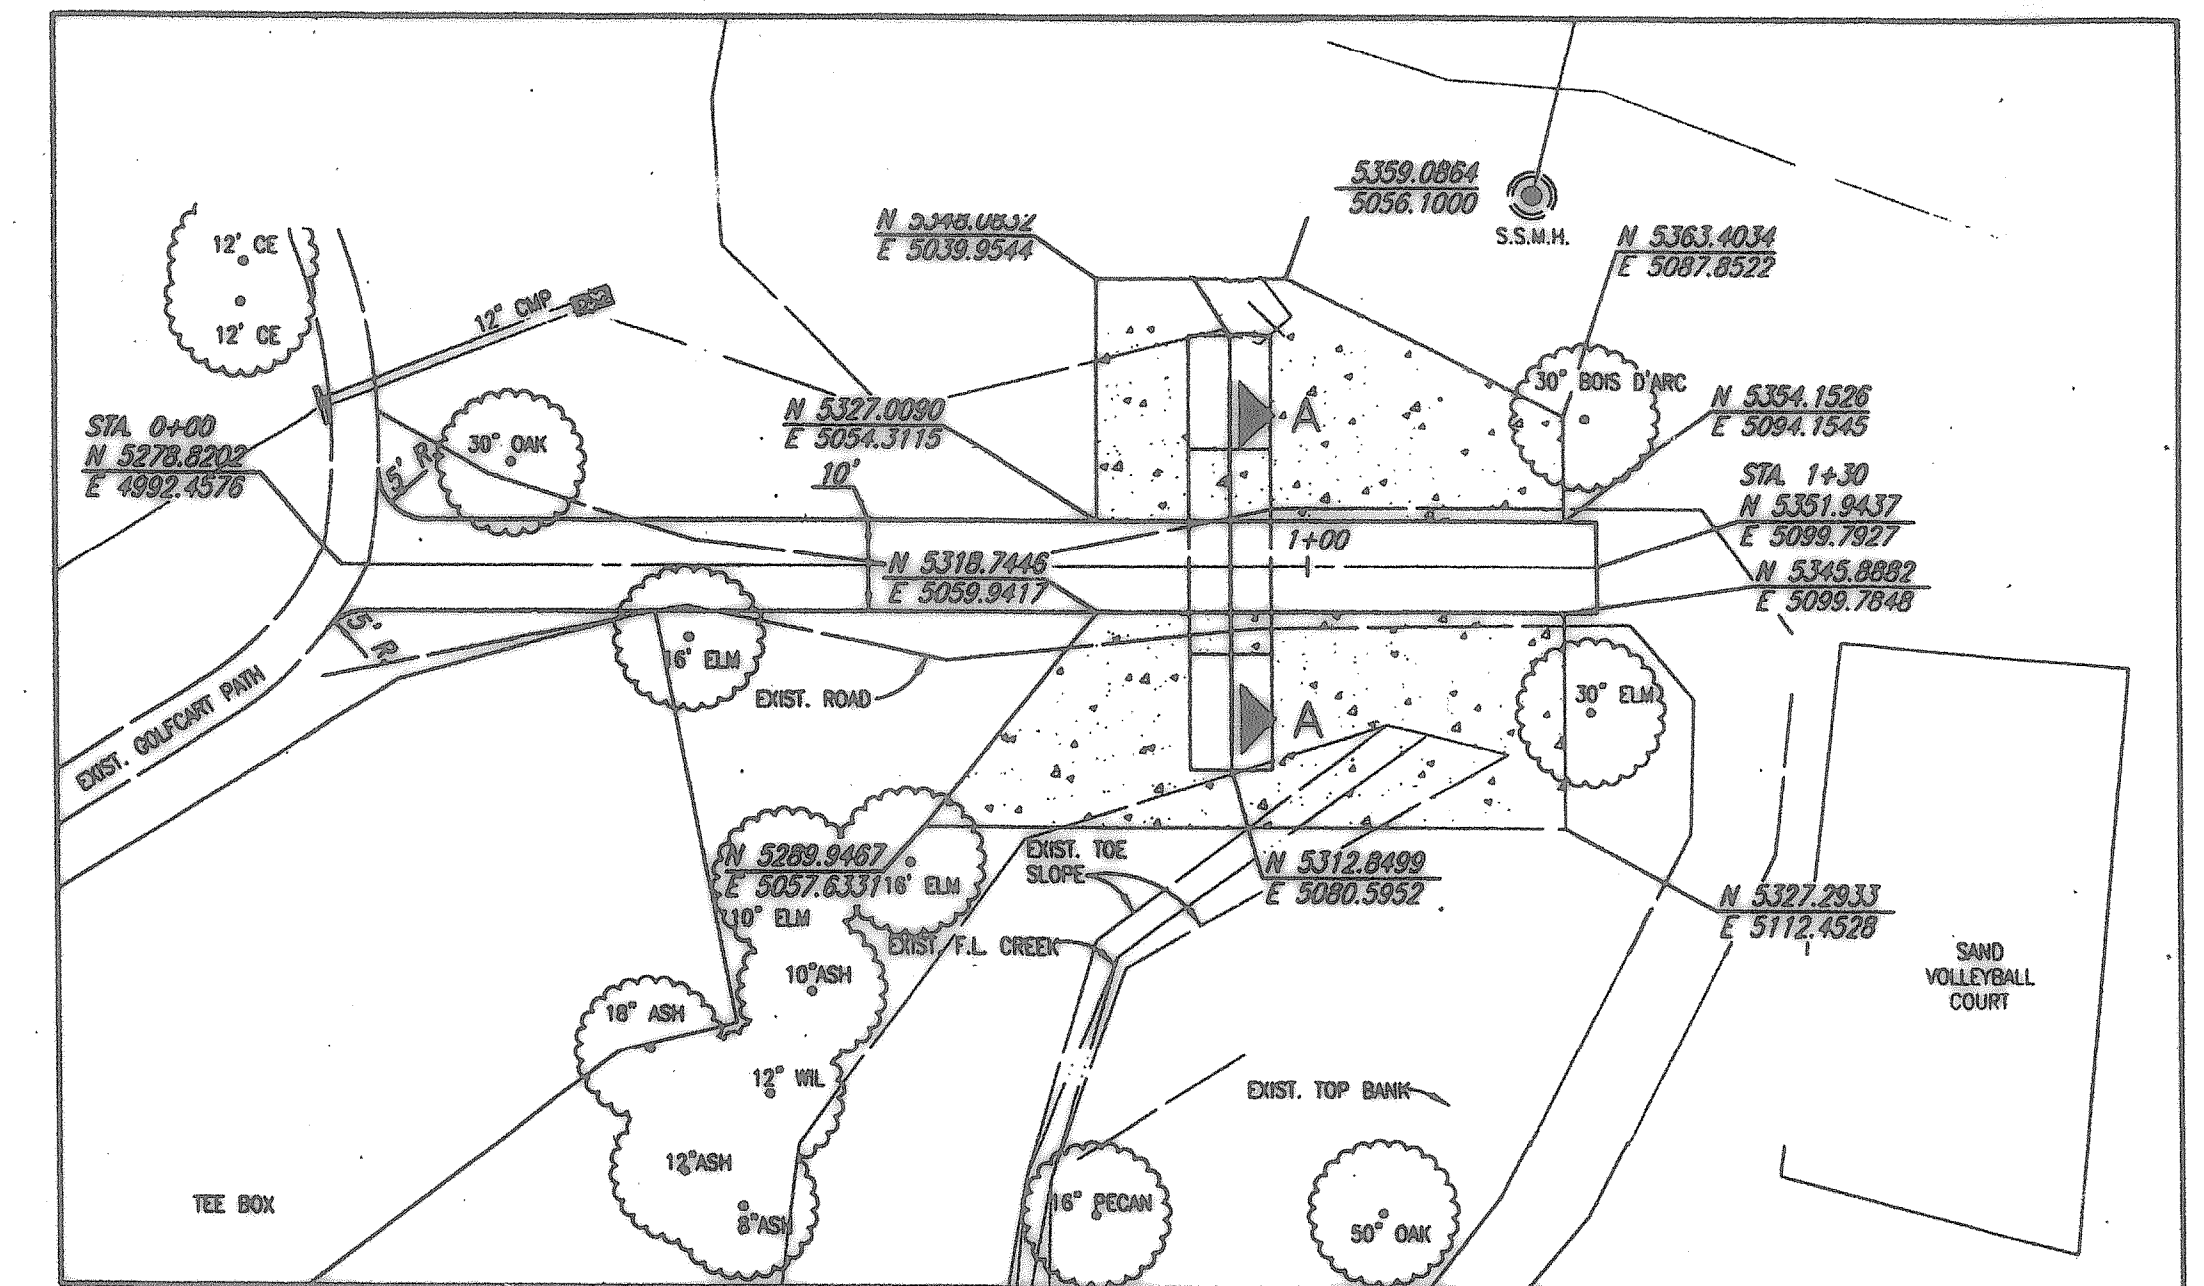 5359.0864
5056.1000
S.S.M.H.
N 5348.0832
E 5039.9544
N 5363.4034
E 5087.8522
12' CE
12' CE
12" CMP
30" BOIS D'ARC
N 5354.1526
E 5094.1545
STA. 0+00
N 5278.8202
E 4992.4576
5' R.
30" OAK
N 5327.0090
E 5054.3115
10'
A
STA. 1+30
N 5351.9437
E 5099.7927
1+00
N 5318.7446
E 5059.9417
N 5345.8882
E 5099.7848
5' R.
16' ELM
EXIST. ROAD
30" ELM
A
EXIST. GOLFCART PATH
N 5289.9467
E 5057.6331
16' ELM
10" ELM
EXIST. TOE
SLOPE
N 5312.8499
E 5080.5952
N 5327.2933
E 5112.4528
EXIST. F.L. CREEK
10"ASH
SAND
VOLLEYBALL
COURT
18" ASH
12" WIL
EXIST. TOP BANK
12"ASH
TEE BOX
8"ASH
16" PECAN
50" OAK